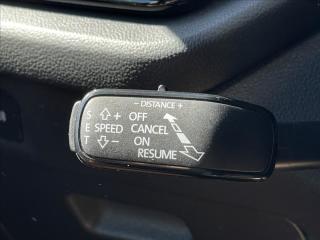 - DISTANCE +
S + OFF
E SPEED CANCEL
T - ON
RESUME